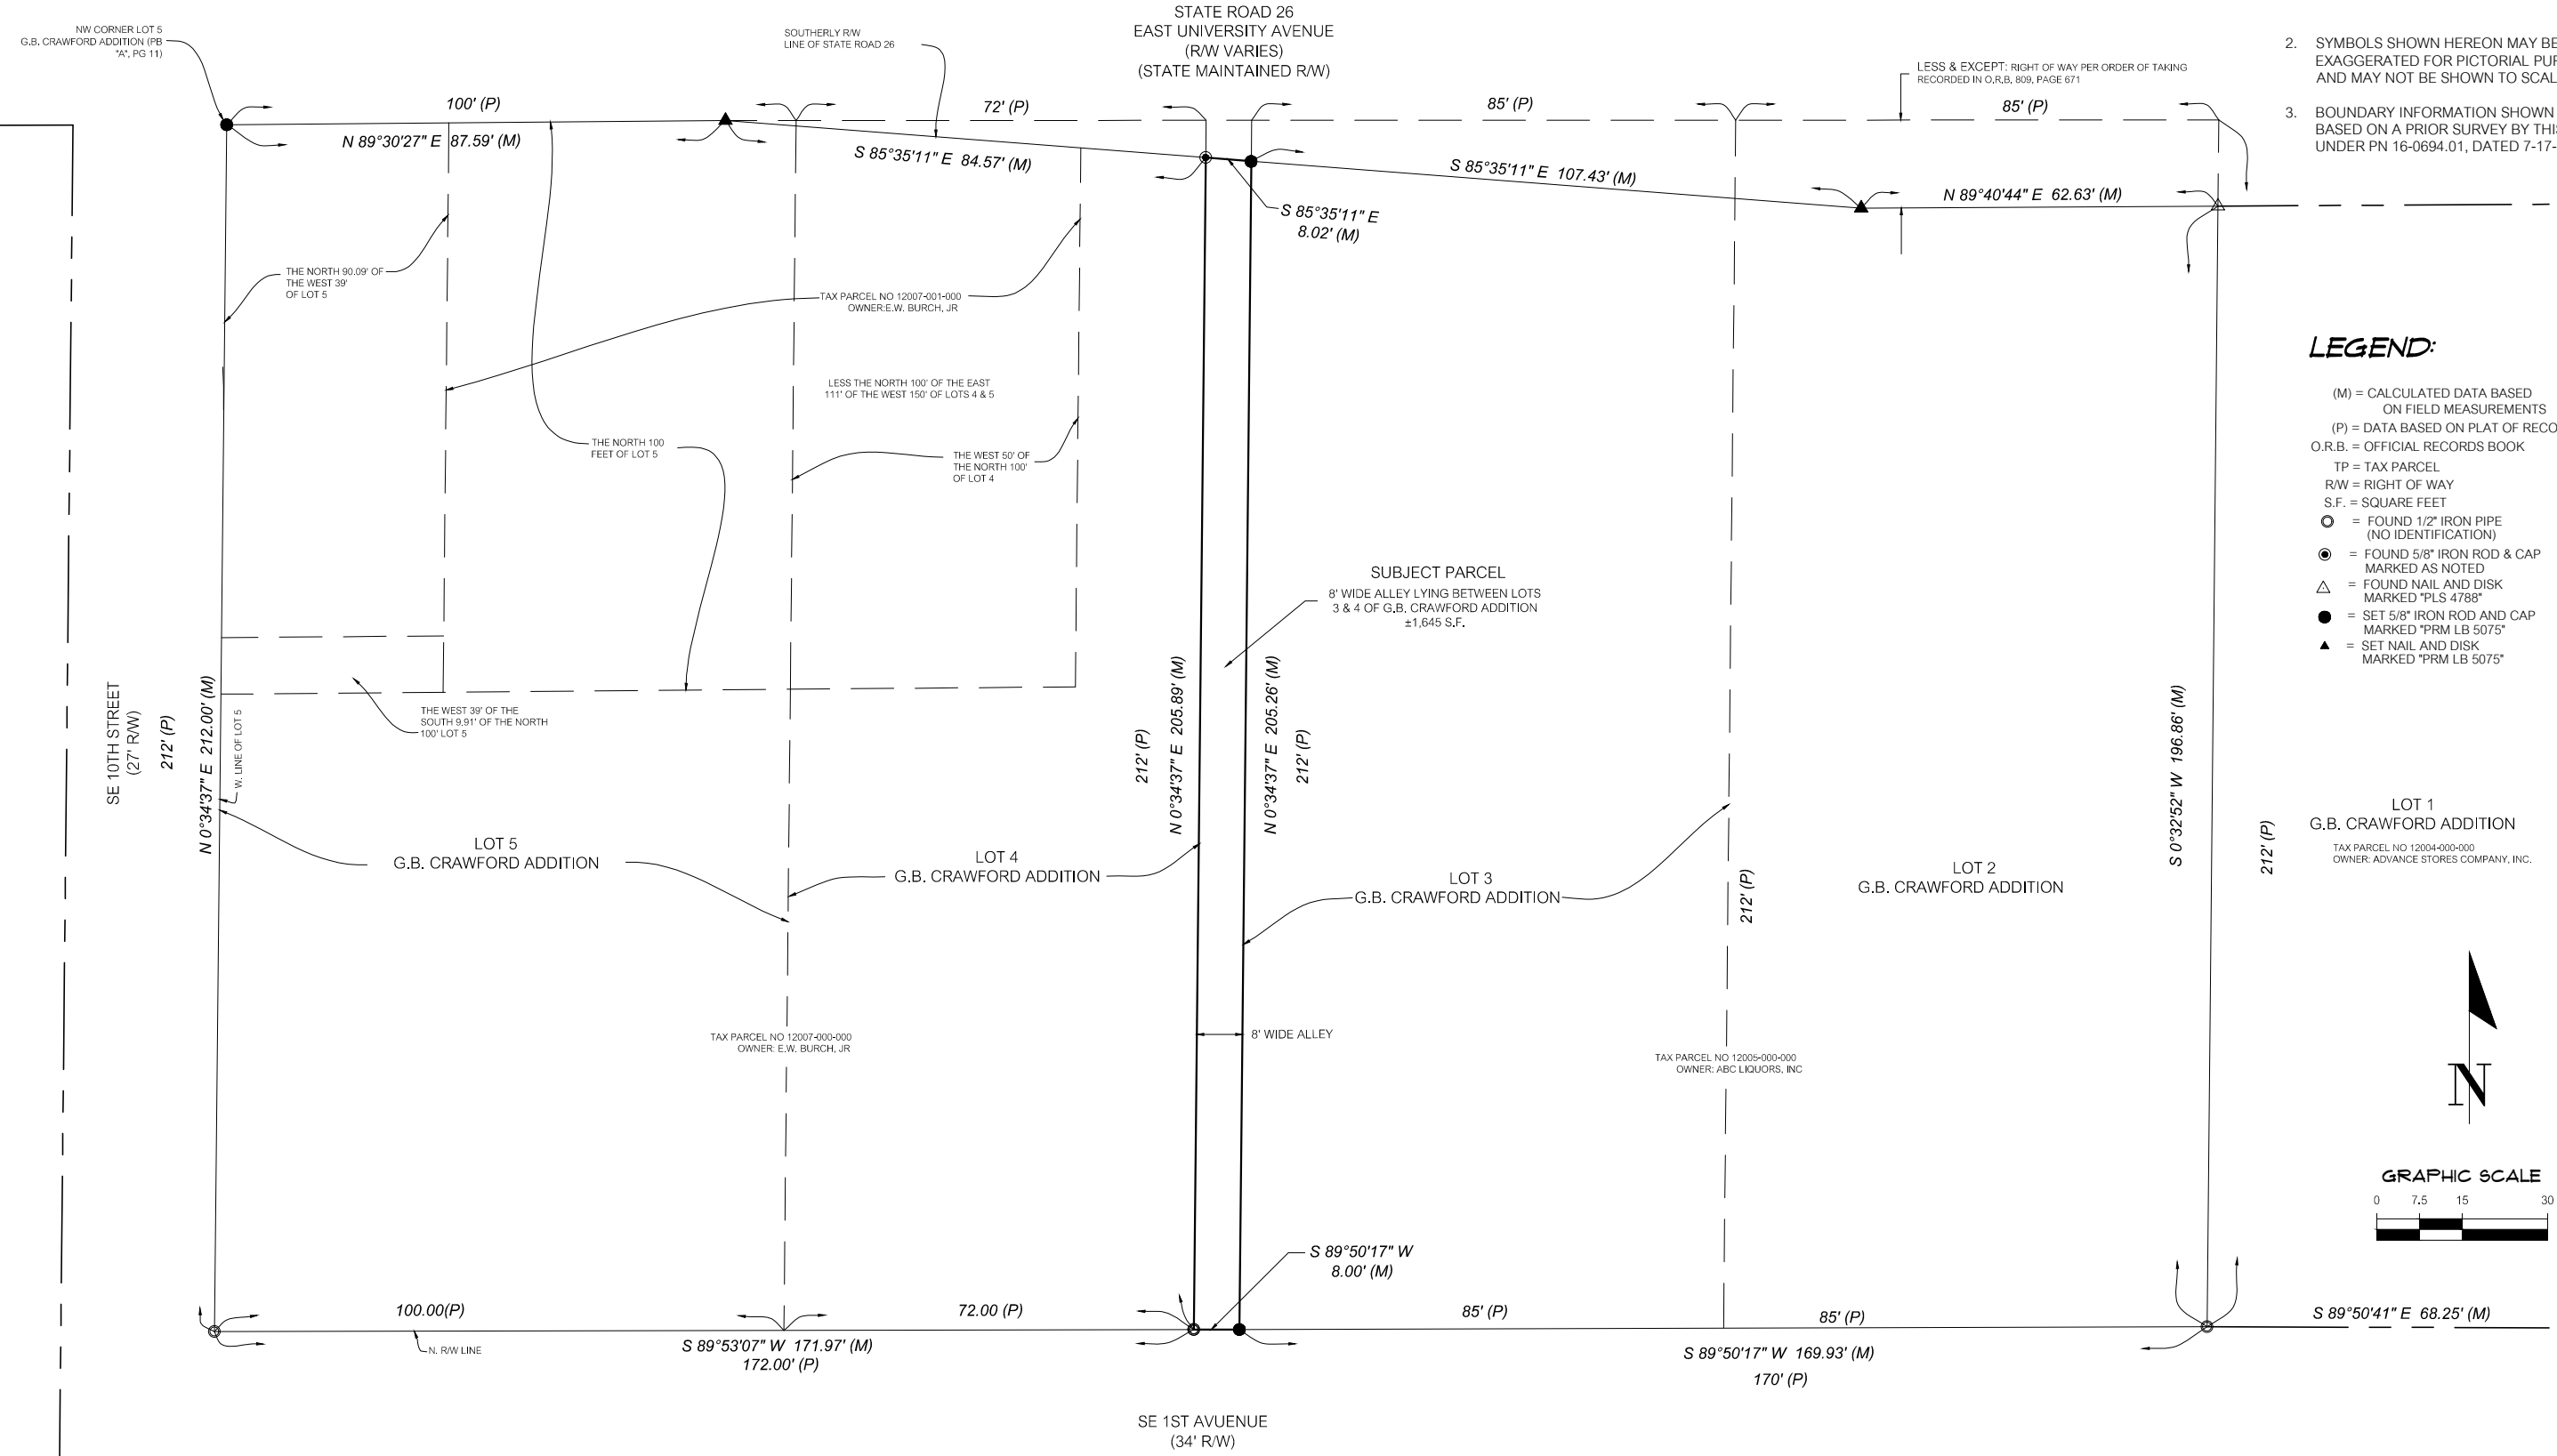 STATE ROAD 26
EAST UNIVERSITY AVENUE
(R/W VARIES)
(STATE MAINTAINED R/W)
NW CORNER LOT 5
G.B. CRAWFORD ADDITION (PB
"A", PG 11)
SOUTHERLY R/W
LINE OF STATE ROAD 26
LESS & EXCEPT: RIGHT OF WAY PER ORDER OF TAKING
RECORDED IN O.R.B. 809, PAGE 671
2. SYMBOLS SHOWN HEREON MAY BE
EXAGGERATED FOR PICTORIAL PUR
AND MAY NOT BE SHOWN TO SCAL
3. BOUNDARY INFORMATION SHOWN
BASED ON A PRIOR SURVEY BY THI
UNDER PN 16-0694.01, DATED 7-17-
100' (P)
72' (P)
85' (P)
85' (P)
N 89°30'27" E 87.59' (M)
S 85°35'11" E 84.57' (M)
S 85°35'11" E 107.43' (M)
N 89°40'44" E 62.63' (M)
S 85°35'11" E
8.02' (M)
THE NORTH 90.09' OF
THE WEST 39'
OF LOT 5
TAX PARCEL NO 12007-001-000
OWNER:E.W. BURCH, JR
LESS THE NORTH 100' OF THE EAST
111' OF THE WEST 150' OF LOTS 4 & 5
THE NORTH 100
FEET OF LOT 5
THE WEST 50' OF
THE NORTH 100'
OF LOT 4
SUBJECT PARCEL
8' WIDE ALLEY LYING BETWEEN LOTS
3 & 4 OF G.B. CRAWFORD ADDITION
±1,645 S.F.
LEGEND:
(M) = CALCULATED DATA BASED
ON FIELD MEASUREMENTS
(P) = DATA BASED ON PLAT OF RECO
O.R.B. = OFFICIAL RECORDS BOOK
TP = TAX PARCEL
R/W = RIGHT OF WAY
S.F. = SQUARE FEET
= FOUND 1/2" IRON PIPE
(NO IDENTIFICATION)
= FOUND 5/8" IRON ROD & CAP
MARKED AS NOTED
= FOUND NAIL AND DISK
MARKED "PLS 4788"
= SET 5/8" IRON ROD AND CAP
MARKED "PRM LB 5075"
= SET NAIL AND DISK
MARKED "PRM LB 5075"
SE 10TH STREET
(27' R/W)
212' (P)
N 0°34'37" E 212.00' (M)
W. LINE OF LOT 5
THE WEST 39' OF THE
SOUTH 9.91' OF THE NORTH
100' LOT 5
212' (P)
N 0°34'37" E 205.89' (M)
N 0°34'37" E 205.26' (M)
212' (P)
212' (P)
S 0°32'52" W 196.86' (M)
212' (P)
LOT 5
G.B. CRAWFORD ADDITION
LOT 4
G.B. CRAWFORD ADDITION
LOT 3
G.B. CRAWFORD ADDITION
LOT 2
G.B. CRAWFORD ADDITION
LOT 1
G.B. CRAWFORD ADDITION
TAX PARCEL NO 12004-000-000
OWNER: ADVANCE STORES COMPANY, INC.
TAX PARCEL NO 12007-000-000
OWNER: E.W. BURCH, JR
8' WIDE ALLEY
TAX PARCEL NO 12005-000-000
OWNER: ABC LIQUORS, INC
N
GRAPHIC SCALE
0 7.5 15 30
S 89°50'17" W
8.00' (M)
100.00(P)
72.00 (P)
85' (P)
85' (P)
S 89°50'41" E 68.25' (M)
N. R/W LINE
S 89°53'07" W 171.97' (M)
172.00' (P)
S 89°50'17" W 169.93' (M)
170' (P)
SE 1ST AVUENUE
(34' R/W)